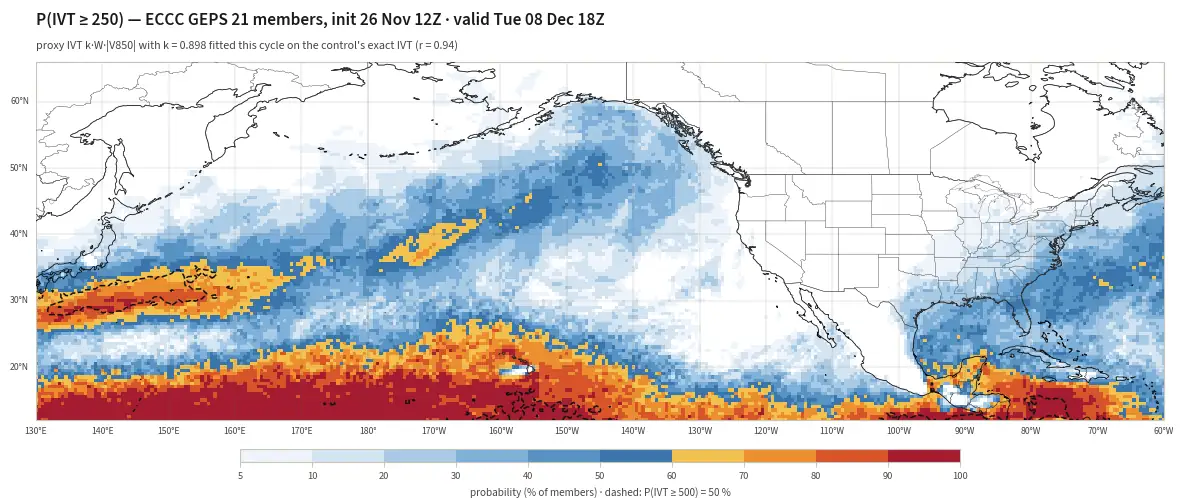 P(IVT ≥ 250) — ECCC GEPS 21 members, init 26 Nov 12Z · valid Tue 08 Dec 18Z
proxy IVT k·W·|V850| with k = 0.898 fitted this cycle on the control's exact IVT (r = 0.94)
60°N
50°N
40°N
30°N
20°N
130°E 140°E 150°E 160°E 170°E 180° 170°W 160°W 150°W 140°W 130°W 120°W 110°W 100°W 90°W 80°W 70°W 60°W
5 10 20 30 40 50 60 70 80 90 100
probability (% of members) · dashed: P(IVT ≥ 500) = 50 %